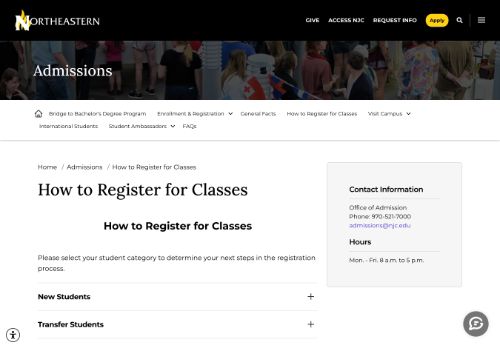 NORTHEASTERN
GIVE ACCESS NJC REQUEST INFO Apply
Admissions
Bridge to Bachelor's Degree Program Enrollment & Registration General Facts How to Register for Classes Visit Campus
International Students Student Ambassadors FAQs
Home / Admissions / How to Register for Classes
How to Register for Classes
How to Register for Classes
Please select your student category to determine your next steps in the registration
process.
New Students
Transfer Students
Contact Information
Office of Admission
Phone: 970-521-7000
admissions@njc.edu
Hours
Mon. - Fri. 8 a.m. to 5 p.m.